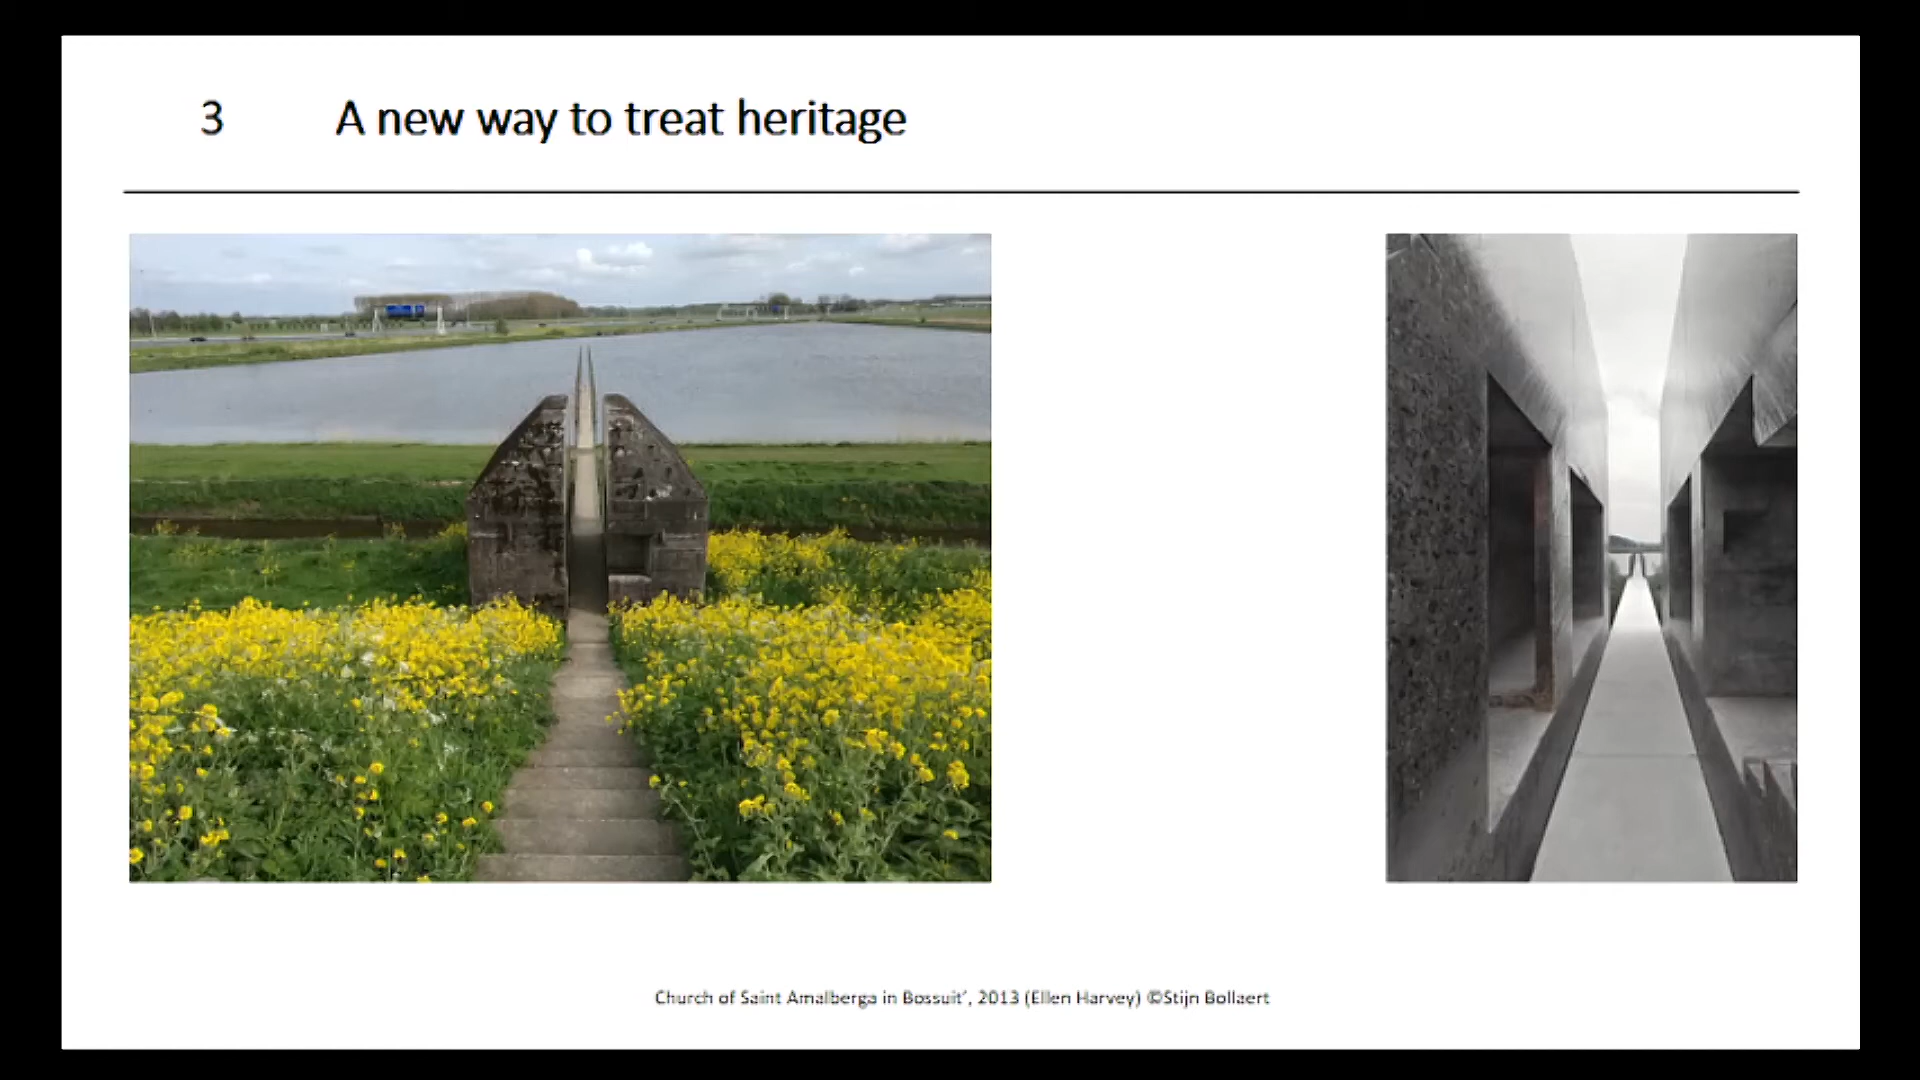 3 A new way to treat heritage
Church of Saint Amalberga in Bossuit', 2013 (Ellen Harvey) ©Stijn Bollaert